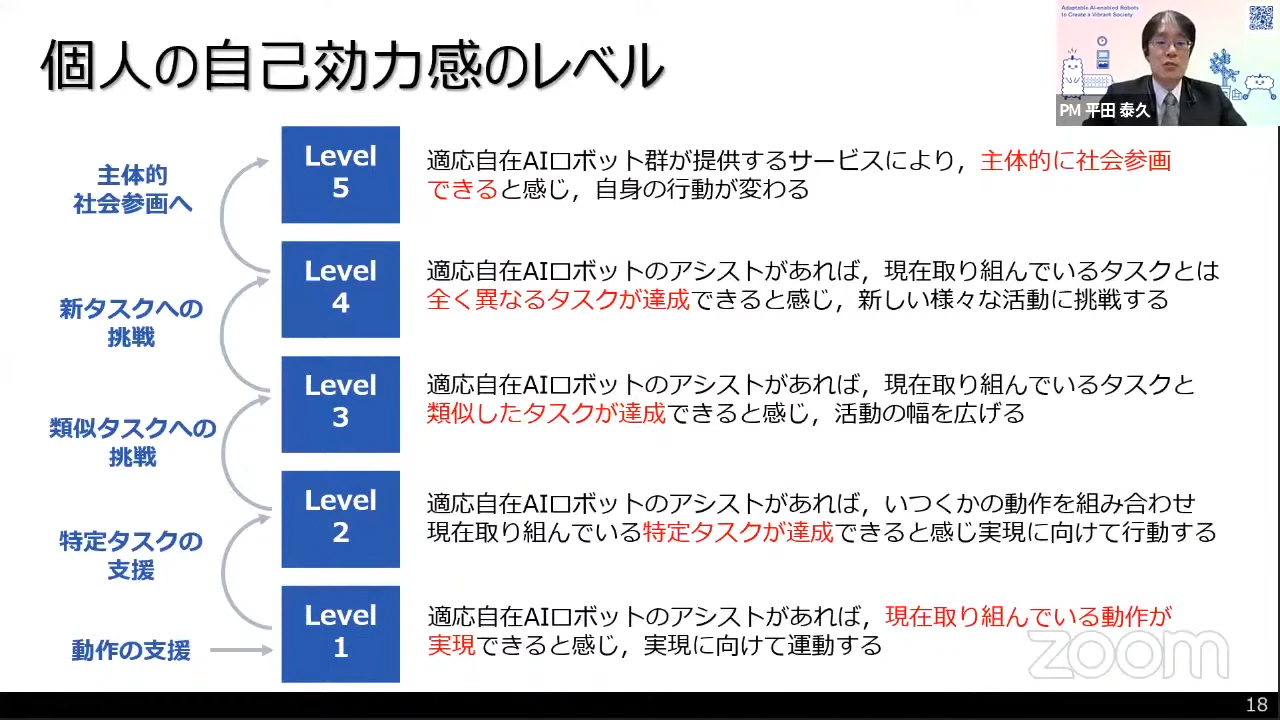 個人の自己効力感のレベル
Adaptable AI-enabled Robots
to Create a Vibrant Society
PM 平田 泰久
主体的
社会参画へ
Level
5
適応自在AIロボット群が提供するサービスにより，主体的に社会参画
できると感じ，自身の行動が変わる
新タスクへの
挑戦
Level
4
適応自在AIロボットのアシストがあれば，現在取り組んでいるタスクとは
全く異なるタスクが達成できると感じ，新しい様々な活動に挑戦する
類似タスクへの
挑戦
Level
3
適応自在AIロボットのアシストがあれば，現在取り組んでいるタスクと
類似したタスクが達成できると感じ，活動の幅を広げる
特定タスクの
支援
Level
2
適応自在AIロボットのアシストがあれば，いつくかの動作を組み合わせ
現在取り組んでいる特定タスクが達成できると感じ実現に向けて行動する
動作の支援
Level
1
適応自在AIロボットのアシストがあれば，現在取り組んでいる動作が
実現できると感じ，実現に向けて運動する
zoom
18